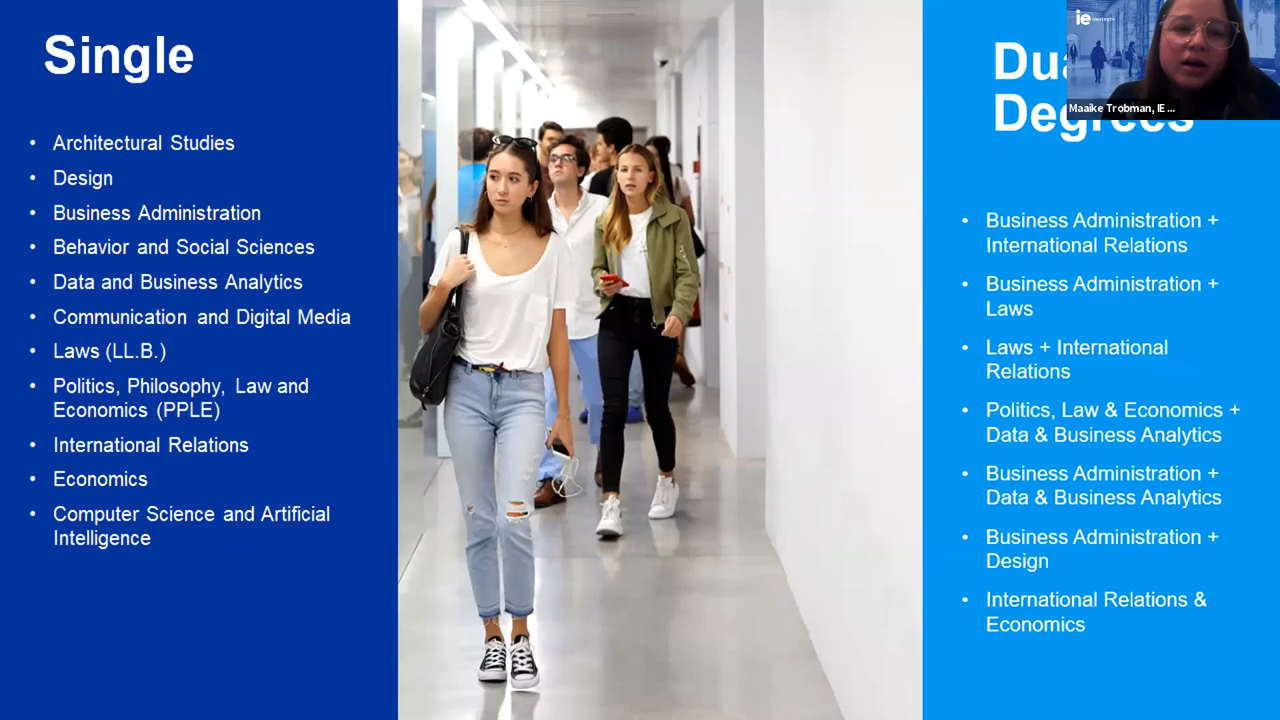 Single
• Architectural Studies
• Design
• Business Administration
• Behavior and Social Sciences
• Data and Business Analytics
• Communication and Digital Media
• Laws (LL.B.)
• Politics, Philosophy, Law and
Economics (PPLE)
• International Relations
• Economics
• Computer Science and Artificial
Intelligence
ie
Maaike Trobman, IE ...
Degrees
• Business Administration +
International Relations
• Business Administration +
Laws
• Laws + International
Relations
• Politics, Law & Economics +
Data & Business Analytics
• Business Administration +
Data & Business Analytics
• Business Administration +
Design
• International Relations &
Economics